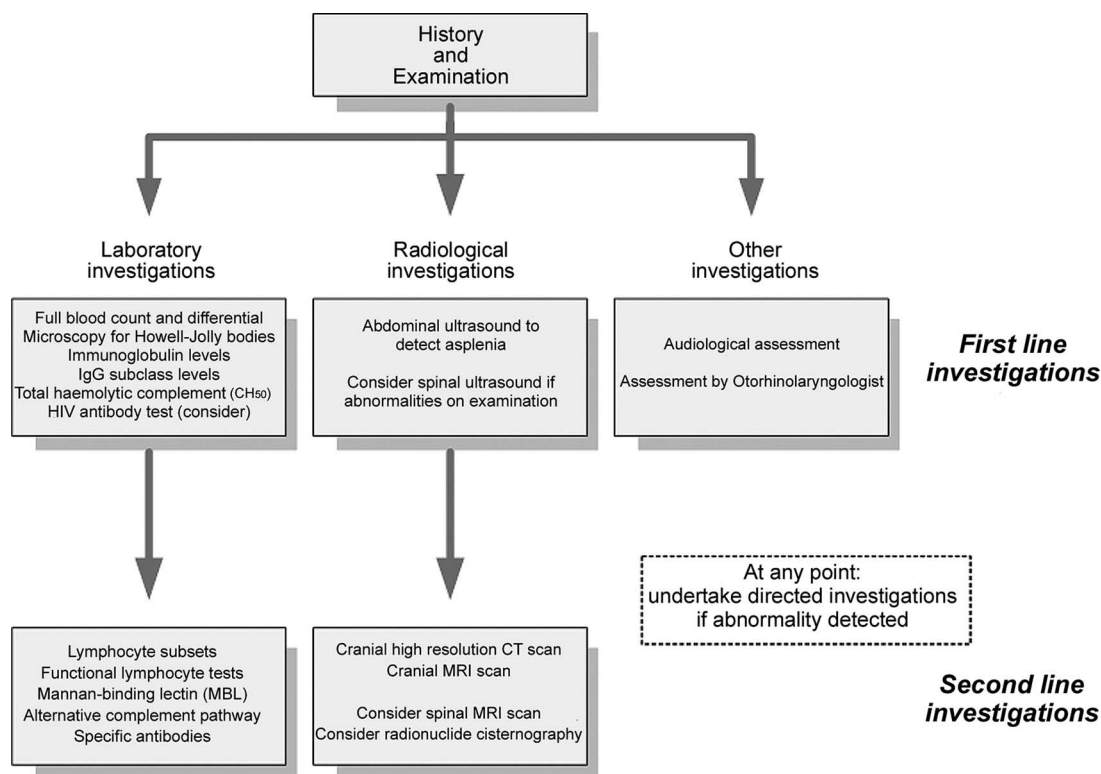 History
and
Examination
Laboratory
investigations
Radiological
investigations
Other
investigations
Full blood count and differential
Microscopy for Howell-Jolly bodies
Immunoglobulin levels
IgG subclass levels
Total haemolytic complement (CH50)
HIV antibody test (consider)
Abdominal ultrasound to
detect asplenia
Consider spinal ultrasound if
abnormalities on examination
Audiological assessment
Assessment by Otorhinolaryngologist
First line
investigations
At any point:
undertake directed investigations
if abnormality detected
Lymphocyte subsets
Functional lymphocyte tests
Mannan-binding lectin (MBL)
Alternative complement pathway
Specific antibodies
Cranial high resolution CT scan
Cranial MRI scan
Consider spinal MRI scan
Consider radionuclide cisternography
Second line
investigations